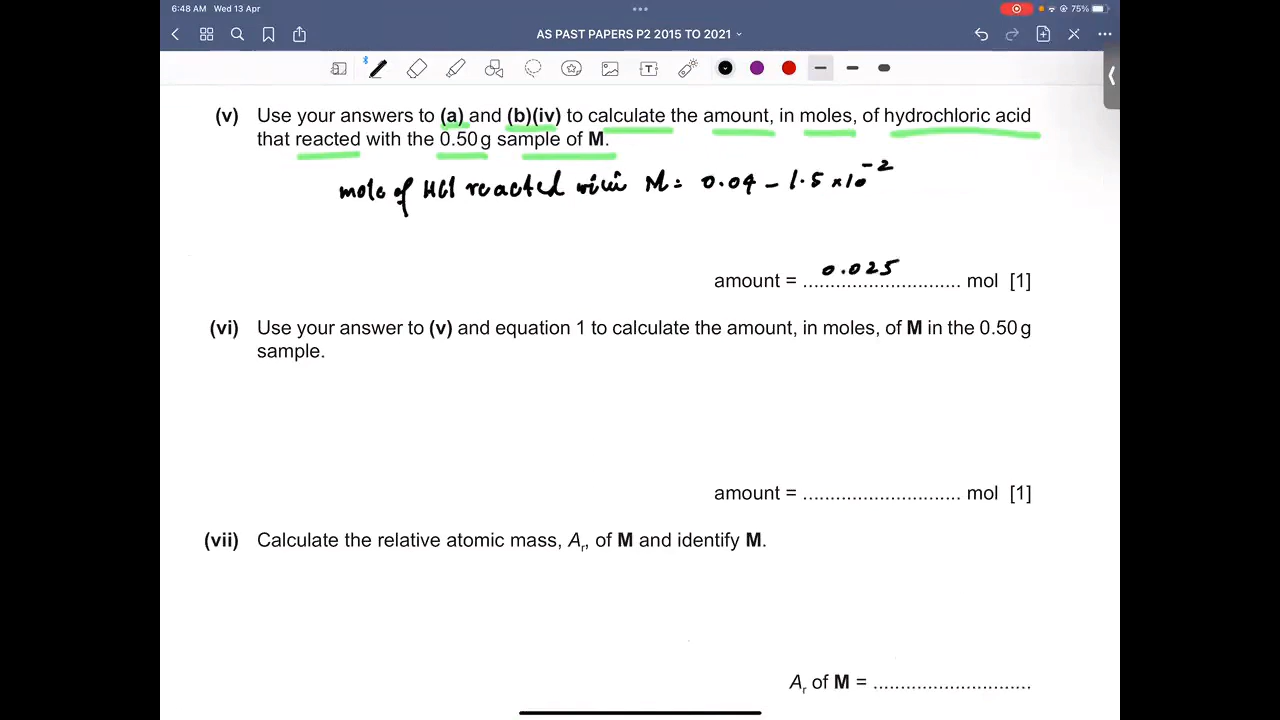 6:48 AM Wed 13 Apr
75%
AS PAST PAPERS P2 2015 TO 2021
(v) Use your answers to (a) and (b)(iv) to calculate the amount, in moles, of hydrochloric acid
that reacted with the 0.50 g sample of M.
mole of HCl reacted with M = 0.04 - 1.5 × 10⁻²
0.025
amount = ............................. mol [1]
(vi) Use your answer to (v) and equation 1 to calculate the amount, in moles, of M in the 0.50 g
sample.
amount = ............................. mol [1]
(vii) Calculate the relative atomic mass, Aᵣ, of M and identify M.
Aᵣ of M = .............................